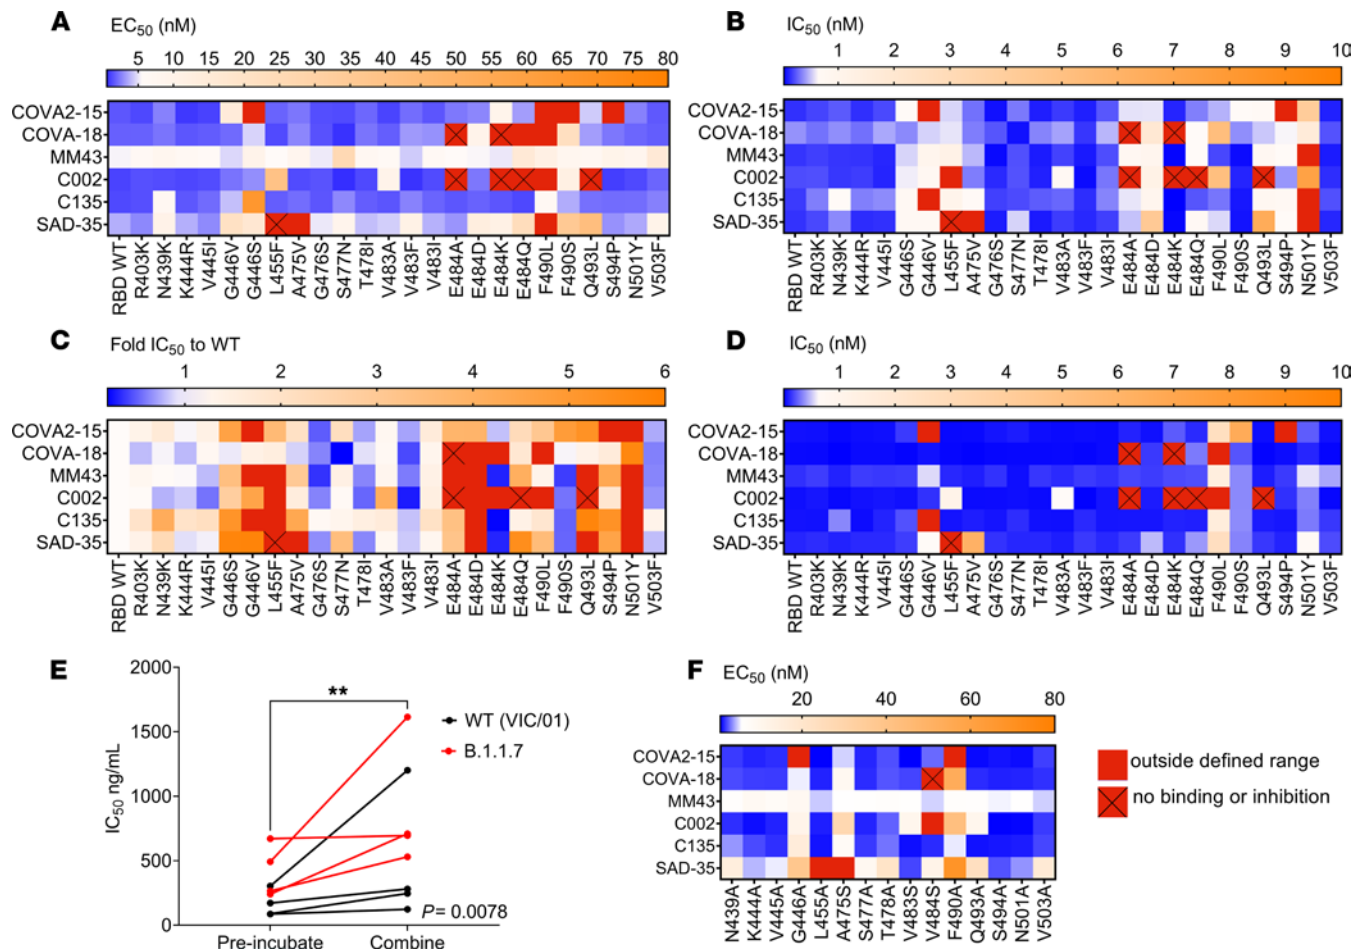 A
EC50 (nM)
5 10 15 20 25 30 35 40 45 50 55 60 65 70 75 80
COVA2-15
COVA-18
MM43
C002
C135
SAD-35
RBD WT
R403K
N439K
K444R
V445I
G446V
G446S
L455F
A475V
G476S
S477N
T478I
V483A
V483F
V483I
E484A
E484D
E484K
E484Q
F490L
F490S
Q493L
S494P
N501Y
V503F
B
IC50 (nM)
1 2 3 4 5 6 7 8 9 10
COVA2-15
COVA-18
MM43
C002
C135
SAD-35
RBD WT
R403K
N439K
K444R
V445I
G446S
G446V
L455F
A475V
G476S
S477N
T478I
V483A
V483F
V483I
E484A
E484D
E484K
E484Q
F490L
F490S
Q493L
S494P
N501Y
V503F
C
Fold IC50 to WT
1 2 3 4 5 6
COVA2-15
COVA-18
MM43
C002
C135
SAD-35
RBD WT
R403K
N439K
K444R
V445I
G446S
G446V
L455F
A475V
G476S
S477N
T478I
V483A
V483F
V483I
E484A
E484D
E484K
E484Q
F490L
F490S
Q493L
S494P
N501Y
V503F
D
IC50 (nM)
1 2 3 4 5 6 7 8 9 10
COVA2-15
COVA-18
MM43
C002
C135
SAD-35
RBD WT
R403K
N439K
K444R
V445I
G446S
G446V
L455F
A475V
G476S
S477N
T478I
V483A
V483F
V483I
E484A
E484D
E484K
E484Q
F490L
F490S
Q493L
S494P
N501Y
V503F
E
IC50 ng/mL
2000
1500
1000
500
0
**
WT (VIC/01)
B.1.1.7
P= 0.0078
Pre-incubate Combine
F
EC50 (nM)
20 40 60 80
COVA2-15
COVA-18
MM43
C002
C135
SAD-35
N439A
K444A
V445A
G446A
L455A
A475S
S477A
T478A
V483S
V484S
F490A
Q493A
S494A
N501A
V503A
outside defined range
no binding or inhibition